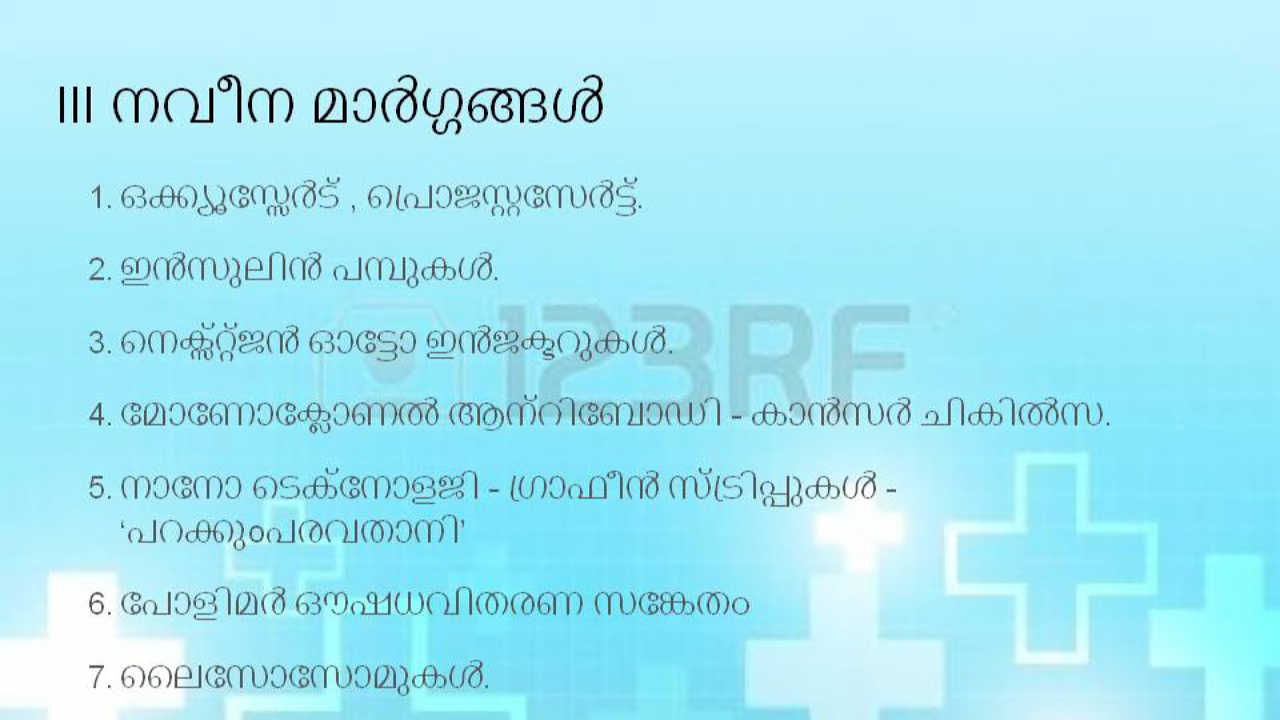 III നവീന മാർഗ്ഗങ്ങൾ
1. ഒക്ക്യൂസ്സേർട് , പ്രൊജസ്റ്റസേർട്ട്.
2. ഇൻസുലിൻ പമ്പുകൾ.
3. നെക്സ്റ്റ്ജൻ ഓട്ടോ ഇൻജക്ടറുകൾ.
4. മോണോക്ലോണൽ ആന്റിബോഡി - കാൻസർ ചികിൽസ.
5. നാനോ ടെക്നോളജി - ഗ്രാഫീൻ സ്ട്രിപ്പുകൾ -
‘പറക്കുംപരവതാനി’
6. പോളിമർ ഔഷധവിതരണ സങ്കേതം
7. ലൈസോസോമുകൾ.
123RF